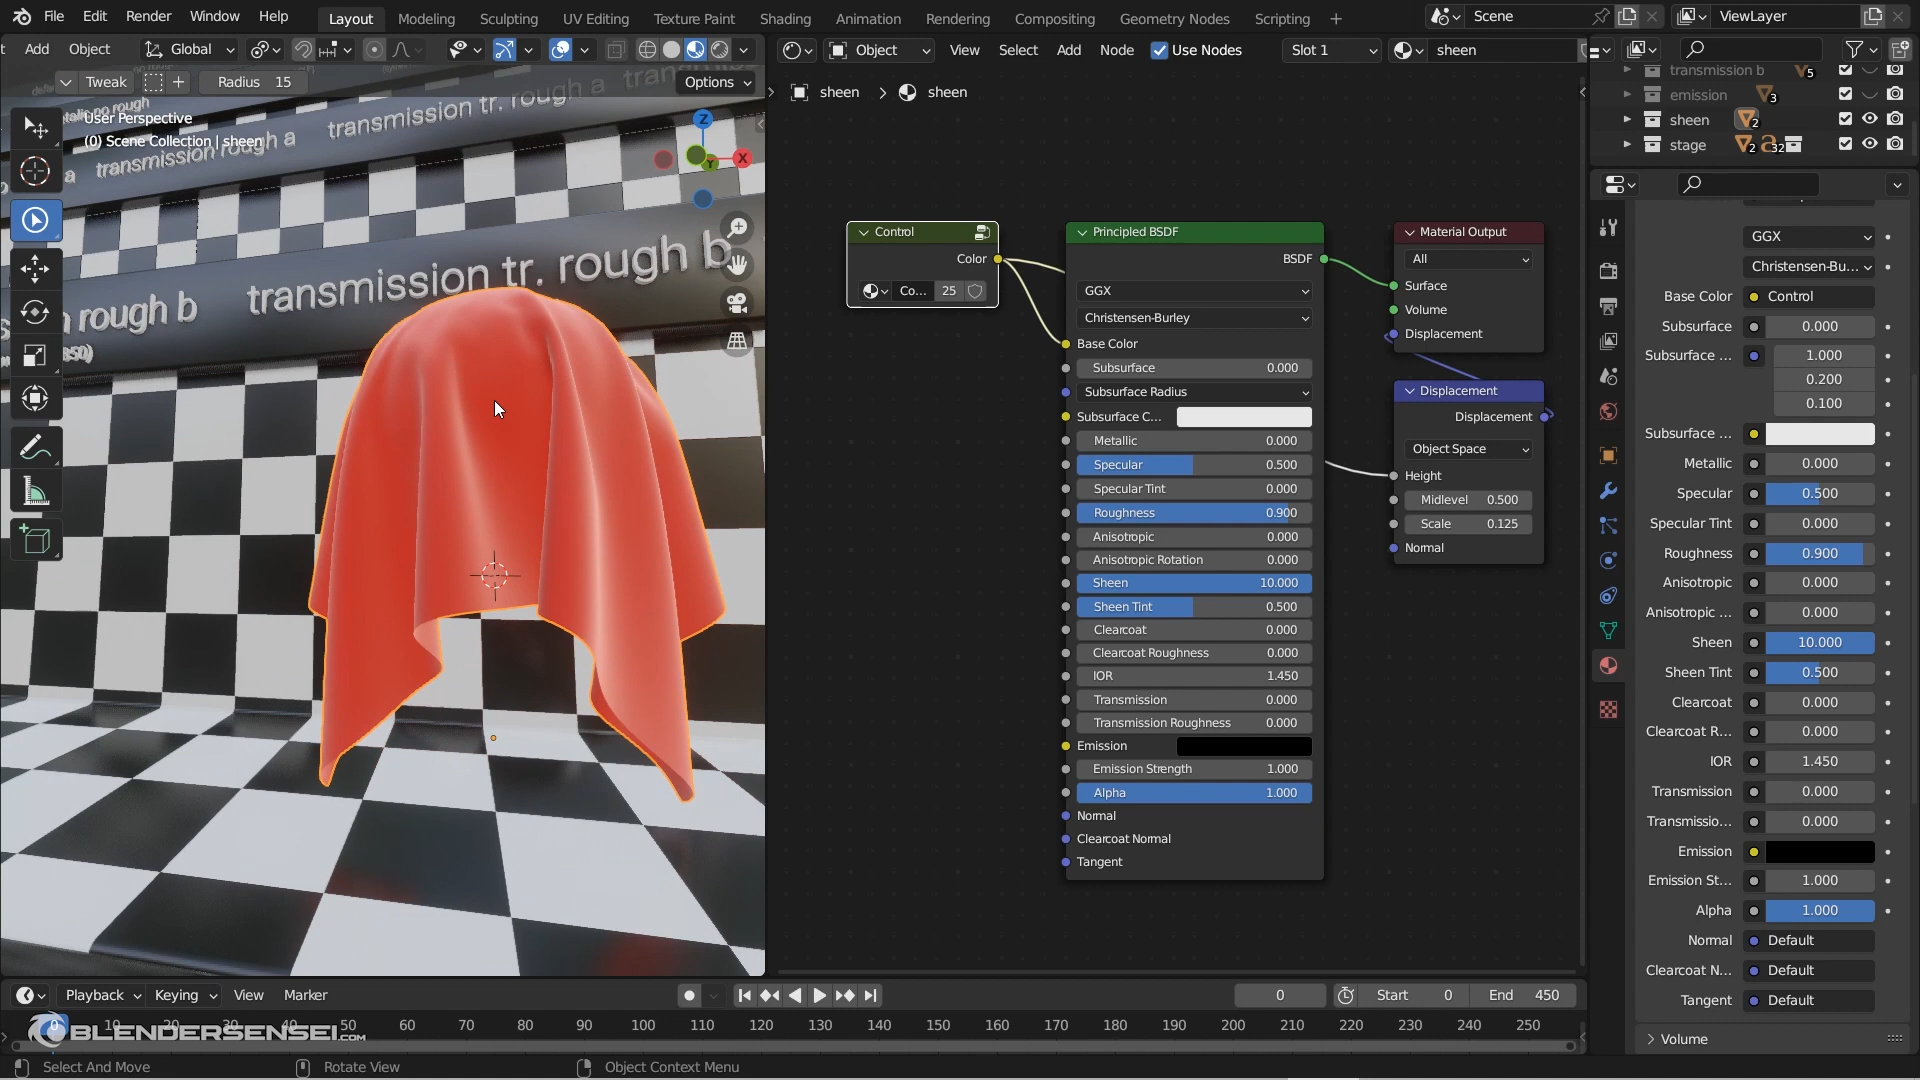 File Edit Render Window Help Layout Modeling Sculpting UV Editing Texture Paint Shading Animation Rendering Compositing Geometry Nodes Scripting + Scene ViewLayer
Add Object Global
Object View Select Add Node Use Nodes Slot 1 sheen
Tweak Radius 15 Options
sheen > sheen
transmission b 5
emission 3
sheen 2
stage 2 32
User Perspective
(0) Scene Collection | sheen
transmission rough a
transmission tr. rough a
rough b
transmission tr. rough b
Z
X
Y
Control
Color
Co... 25
Principled BSDF
BSDF
GGX
Christensen-Burley
Base Color
Subsurface 0.000
Subsurface Radius
Subsurface C...
Metallic 0.000
Specular 0.500
Specular Tint 0.000
Roughness 0.900
Anisotropic 0.000
Anisotropic Rotation 0.000
Sheen 10.000
Sheen Tint 0.500
Clearcoat 0.000
Clearcoat Roughness 0.000
IOR 1.450
Transmission 0.000
Transmission Roughness 0.000
Emission
Emission Strength 1.000
Alpha 1.000
Normal
Clearcoat Normal
Tangent
Material Output
All
Surface
Volume
Displacement
Displacement
Displacement
Object Space
Height
Midlevel 0.500
Scale 0.125
Normal
GGX
Christensen-Bu...
Base Color Control
Subsurface 0.000
Subsurface ... 1.000
0.200
0.100
Subsurface ...
Metallic 0.000
Specular 0.500
Specular Tint 0.000
Roughness 0.900
Anisotropic 0.000
Anisotropic ... 0.000
Sheen 10.000
Sheen Tint 0.500
Clearcoat 0.000
Clearcoat R... 0.000
IOR 1.450
Transmission 0.000
Transmissio... 0.000
Emission
Emission St... 1.000
Alpha 1.000
Normal Default
Clearcoat N... Default
Tangent Default
Volume
Playback Keying View Marker 0 Start 0 End 450
0 10 20 30 40 50 60 70 80 90 100 110 120 130 140 150 160 170 180 190 200 210 220 230 240 250
BLENDERSENSEI.COM
Select And Move Rotate View Object Context Menu